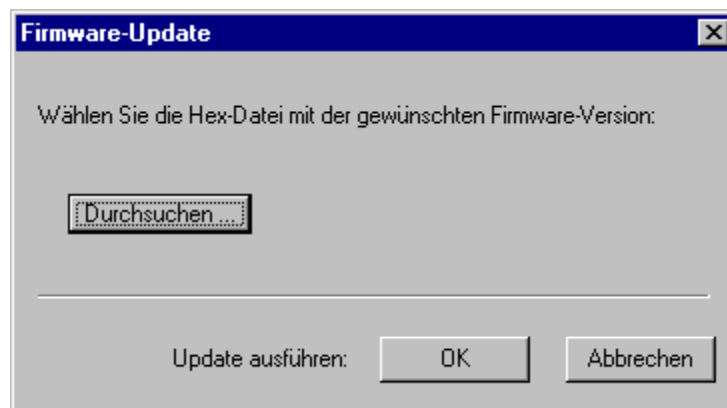 Firmware-Update
Wählen Sie die Hex-Datei mit der gewünschten Firmware-Version:
Durchsuchen ...
Update ausführen: OK Abbrechen